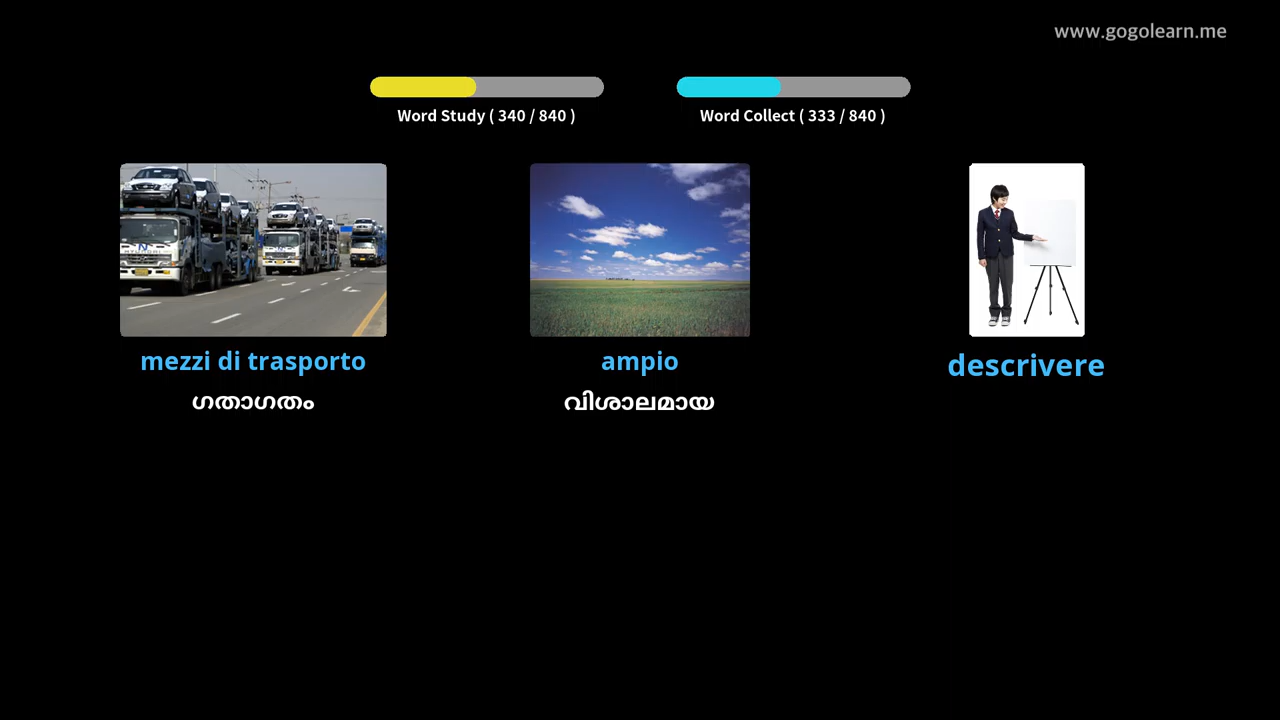 www.gogolearn.me
Word Study ( 340 / 840 )
Word Collect ( 333 / 840 )
mezzi di trasporto
ഗതാഗതം
ampio
വിശാലമായ
descrivere